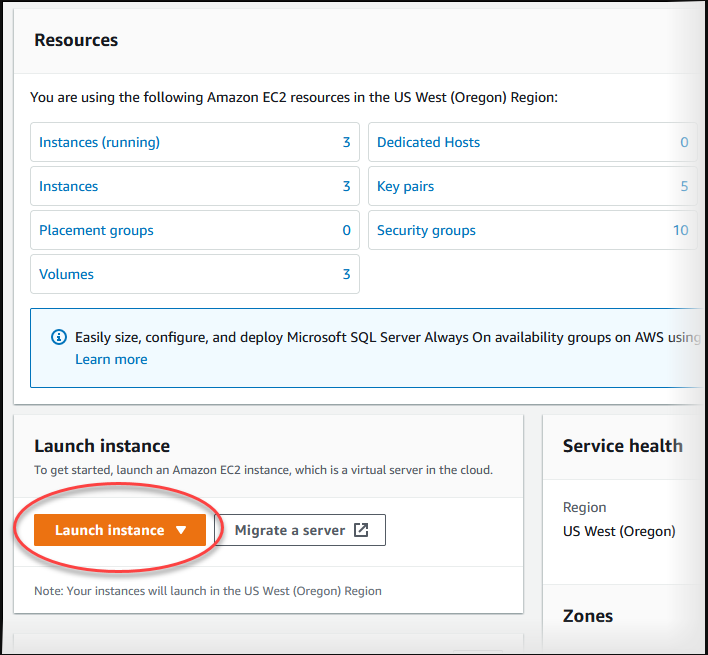 Resources
You are using the following Amazon EC2 resources in the US West (Oregon) Region:
Instances (running) 3
Dedicated Hosts 0
Instances 3
Key pairs 5
Placement groups 0
Security groups 10
Volumes 3
Easily size, configure, and deploy Microsoft SQL Server Always On availability groups on AWS using
Learn more
Launch instance
To get started, launch an Amazon EC2 instance, which is a virtual server in the cloud.
Launch instance
Migrate a server
Note: Your instances will launch in the US West (Oregon) Region
Service health
Region
US West (Oregon)
Zones